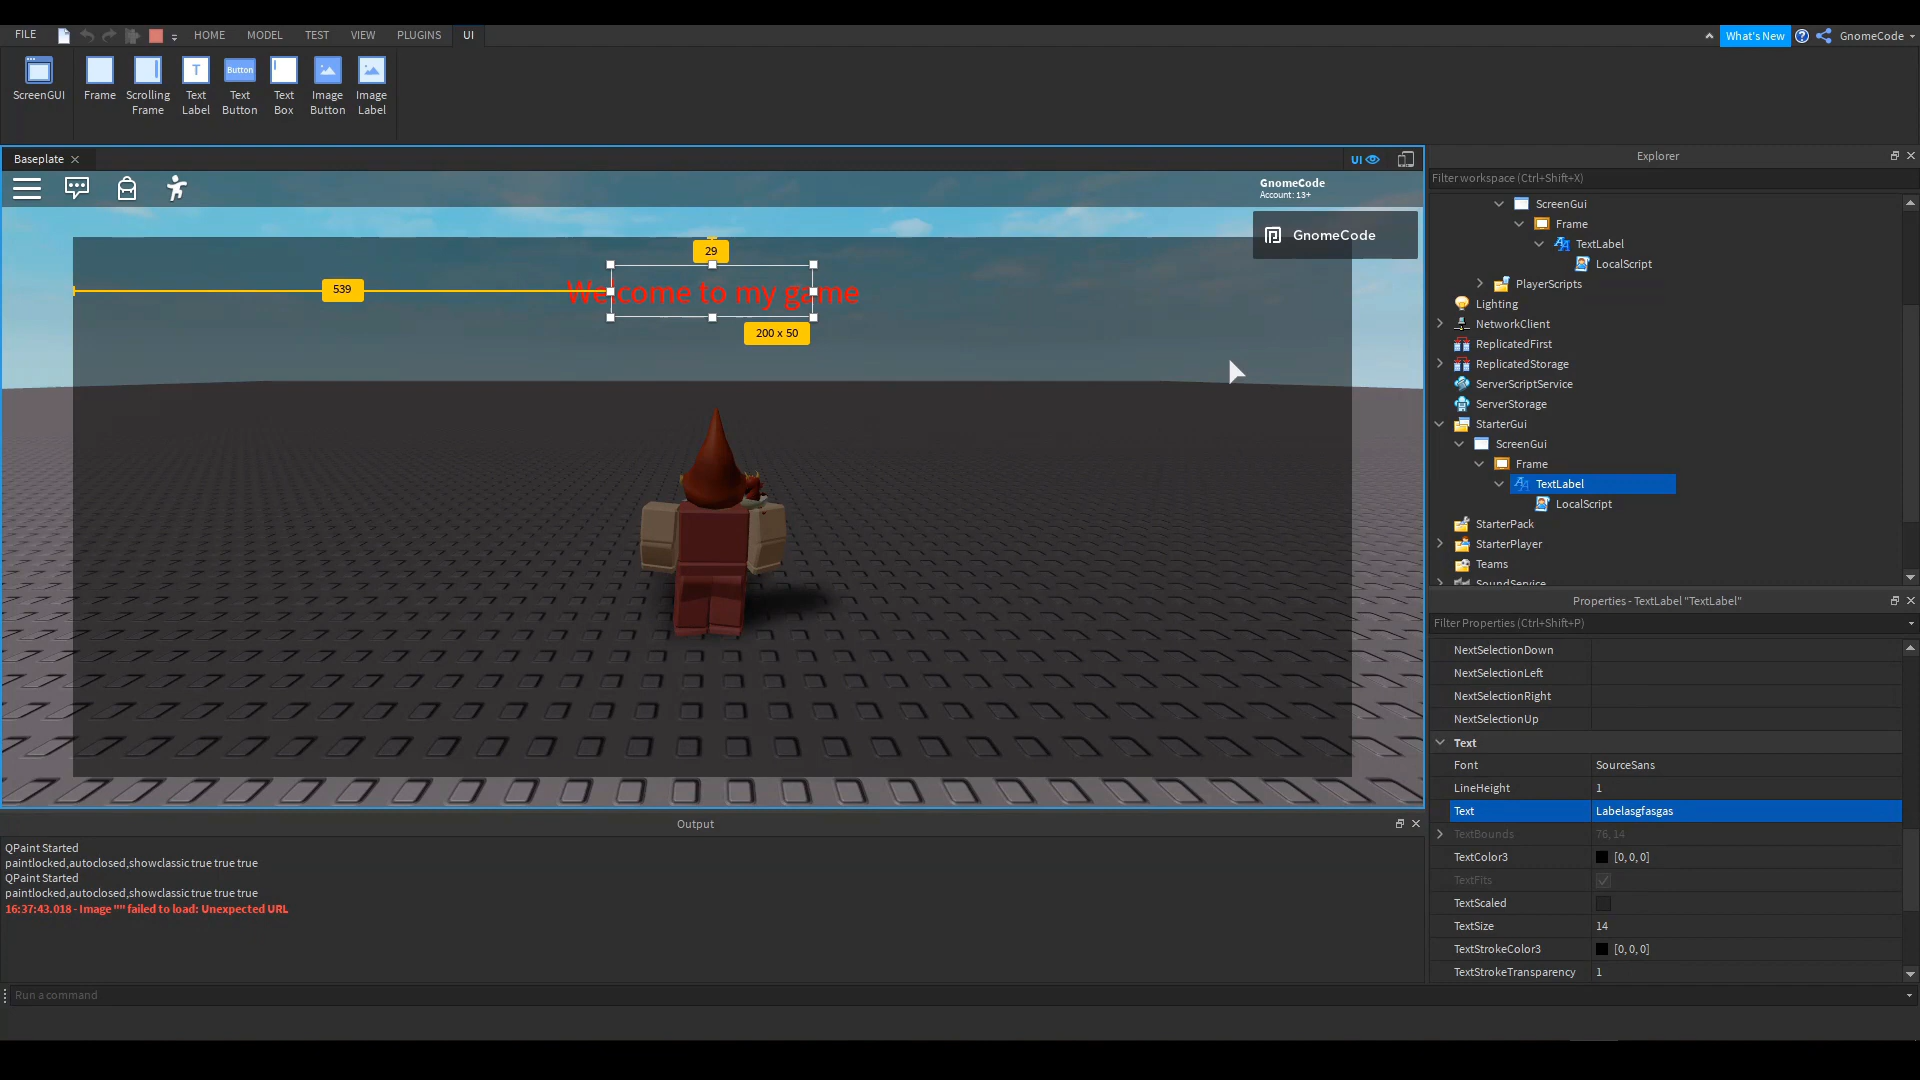 FILE
HOME
MODEL
TEST
VIEW
PLUGINS
UI
What's New
GnomeCode
ScreenGUI
Frame
Scrolling
Frame
Text
Label
Button
Text
Button
Text
Box
Image
Button
Image
Label
Baseplate
UI
GnomeCode
Account: 13+
GnomeCode
29
539
Welcome to my game
200 x 50
Explorer
Filter workspace (Ctrl+Shift+X)
ScreenGui
Frame
TextLabel
LocalScript
PlayerScripts
Lighting
NetworkClient
ReplicatedFirst
ReplicatedStorage
ServerScriptService
ServerStorage
StarterGui
ScreenGui
Frame
TextLabel
LocalScript
StarterPack
StarterPlayer
Teams
SoundService
Properties - TextLabel "TextLabel"
Filter Properties (Ctrl+Shift+P)
NextSelectionDown
NextSelectionLeft
NextSelectionRight
NextSelectionUp
Text
Font SourceSans
LineHeight 1
Text Labelasgfasgas
TextBounds 76, 14
TextColor3 [0, 0, 0]
TextFits
TextScaled
TextSize 14
TextStrokeColor3 [0, 0, 0]
TextStrokeTransparency 1
Output
QPaint Started
paintlocked,autoclosed,showclassic true true true
QPaint Started
paintlocked,autoclosed,showclassic true true true
16:37:43.018 - Image "" failed to load: Unexpected URL
Run a command